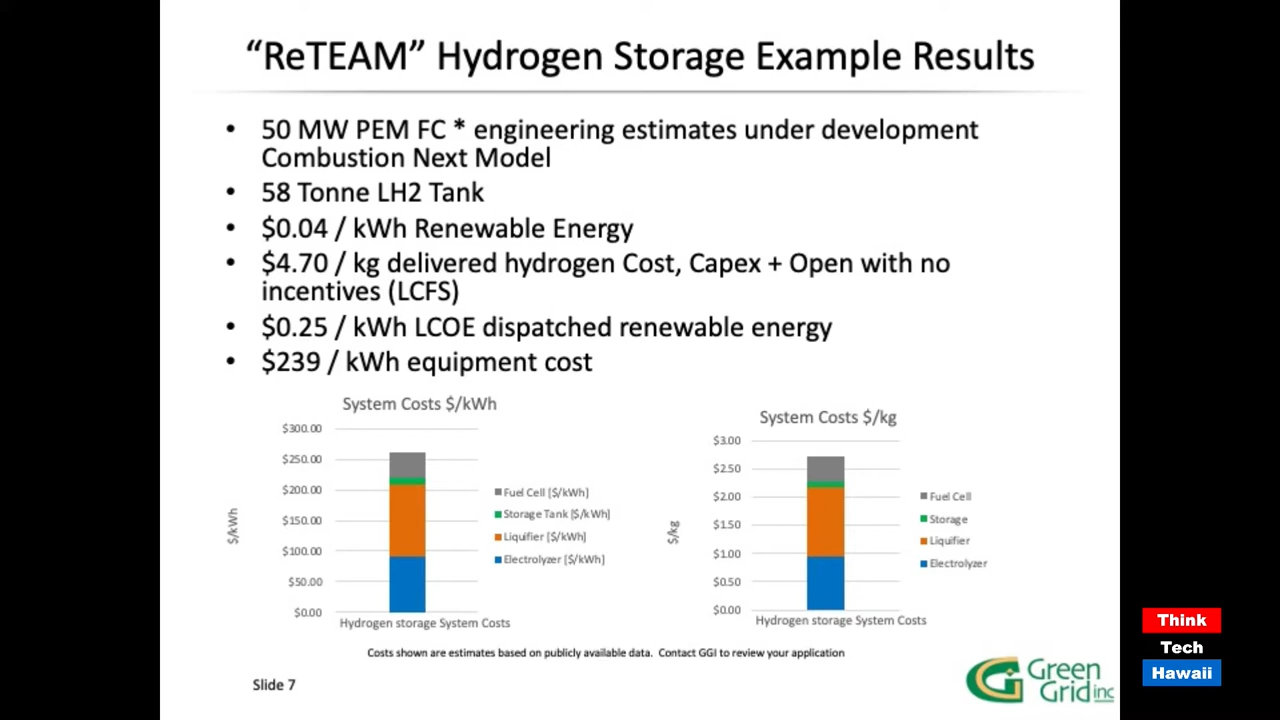 “ReTEAM” Hydrogen Storage Example Results
• 50 MW PEM FC * engineering estimates under development
Combustion Next Model
• 58 Tonne LH2 Tank
• $0.04 / kWh Renewable Energy
• $4.70 / kg delivered hydrogen Cost, Capex + Open with no
incentives (LCFS)
• $0.25 / kWh LCOE dispatched renewable energy
• $239 / kWh equipment cost
System Costs $/kWh
$300.00
$250.00
$200.00
$150.00
$100.00
$50.00
$0.00
$/kWh
Hydrogen storage System Costs
Fuel Cell ($/kWh)
Storage Tank ($/kWh)
Liquifier ($/kWh)
Electrolyzer ($/kWh)
System Costs $/kg
$3.00
$2.50
$2.00
$1.50
$1.00
$0.50
$0.00
$/kg
Hydrogen storage System Costs
Fuel Cell
Storage
Liquifier
Electrolyzer
Costs shown are estimates based on publicly available data. Contact GGI to review your application
Slide 7
Green
Grid inc
Think
Tech
Hawaii